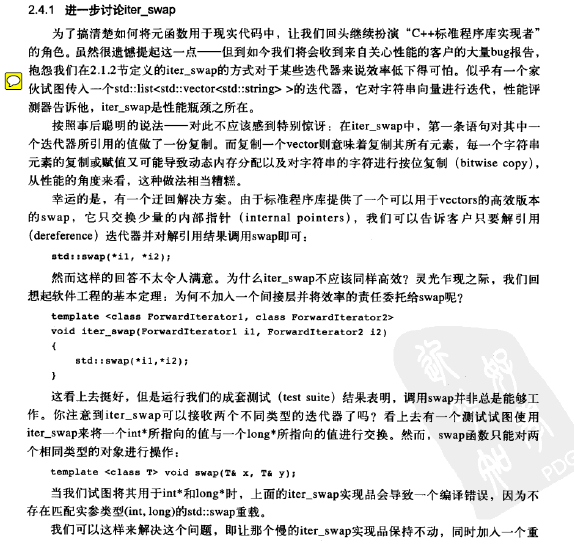 2.4.1 进一步讨论iter_swap
为了搞清楚如何将元函数用于现实代码中，让我们回头继续扮演“C++标准程序库实现者”
的角色。虽然很遗憾提起这一点——但到如今我们将会收到来自关心性能的客户的大量bug报告，
抱怨我们在2.1.2节定义的iter_swap的方式对于某些迭代器来说效率低下得可怕。似乎有一个家
伙试图传入一个std::list<std::vector<std::string> >的迭代器，它对字符串向量进行迭代，性能评
测器告诉他，iter_swap是性能瓶颈之所在。
按照事后聪明的说法——对此不应该感到特别惊讶：在iter_swap中，第一条语句对其中一
个迭代器所引用的值做了一份复制。而复制一个vector则意味着复制其所有元素，每一个字符串
元素的复制或赋值又可能导致动态内存分配以及对字符串的字符进行按位复制（bitwise copy），
从性能的角度来看，这种做法相当糟糕。
幸运的是，有一个迂回解决方案。由于标准程序库提供了一个可以用于vectors的高效版本
的swap，它只交换少量的内部指针（internal pointers），我们可以告诉客户只要解引用
（dereference）迭代器并对解引用结果调用swap即可：
std::swap(*i1, *i2);
然而这样的回答不太令人满意。为什么iter_swap不应该同样高效？灵光乍现之际，我们回
想起软件工程的基本定理：为何不加入一个间接层并将效率的责任委托给swap呢？
template <class ForwardIterator1, class ForwardIterator2>
void iter_swap(ForwardIterator1 i1, ForwardIterator2 i2)
{
std::swap(*i1,*i2);
}
这看上去挺好，但是运行我们的成套测试（test suite）结果表明，调用swap并非总是能够工
作。你注意到iter_swap可以接收两个不同类型的迭代器了吗？看上去有一个测试试图使用
iter_swap来将一个int*所指向的值与一个long*所指向的值进行交换。然而，swap函数只能对两
个相同类型的对象进行操作：
template <class T> void swap(T& x, T& y);
当我们试图将其用于int*和long*时，上面的iter_swap实现品会导致一个编译错误，因为不
存在匹配实参类型(int, long)的std::swap重载。
我们可以这样来解决这个问题，即让那个慢的iter_swap实现品保持不动，同时加入一个重
PDG